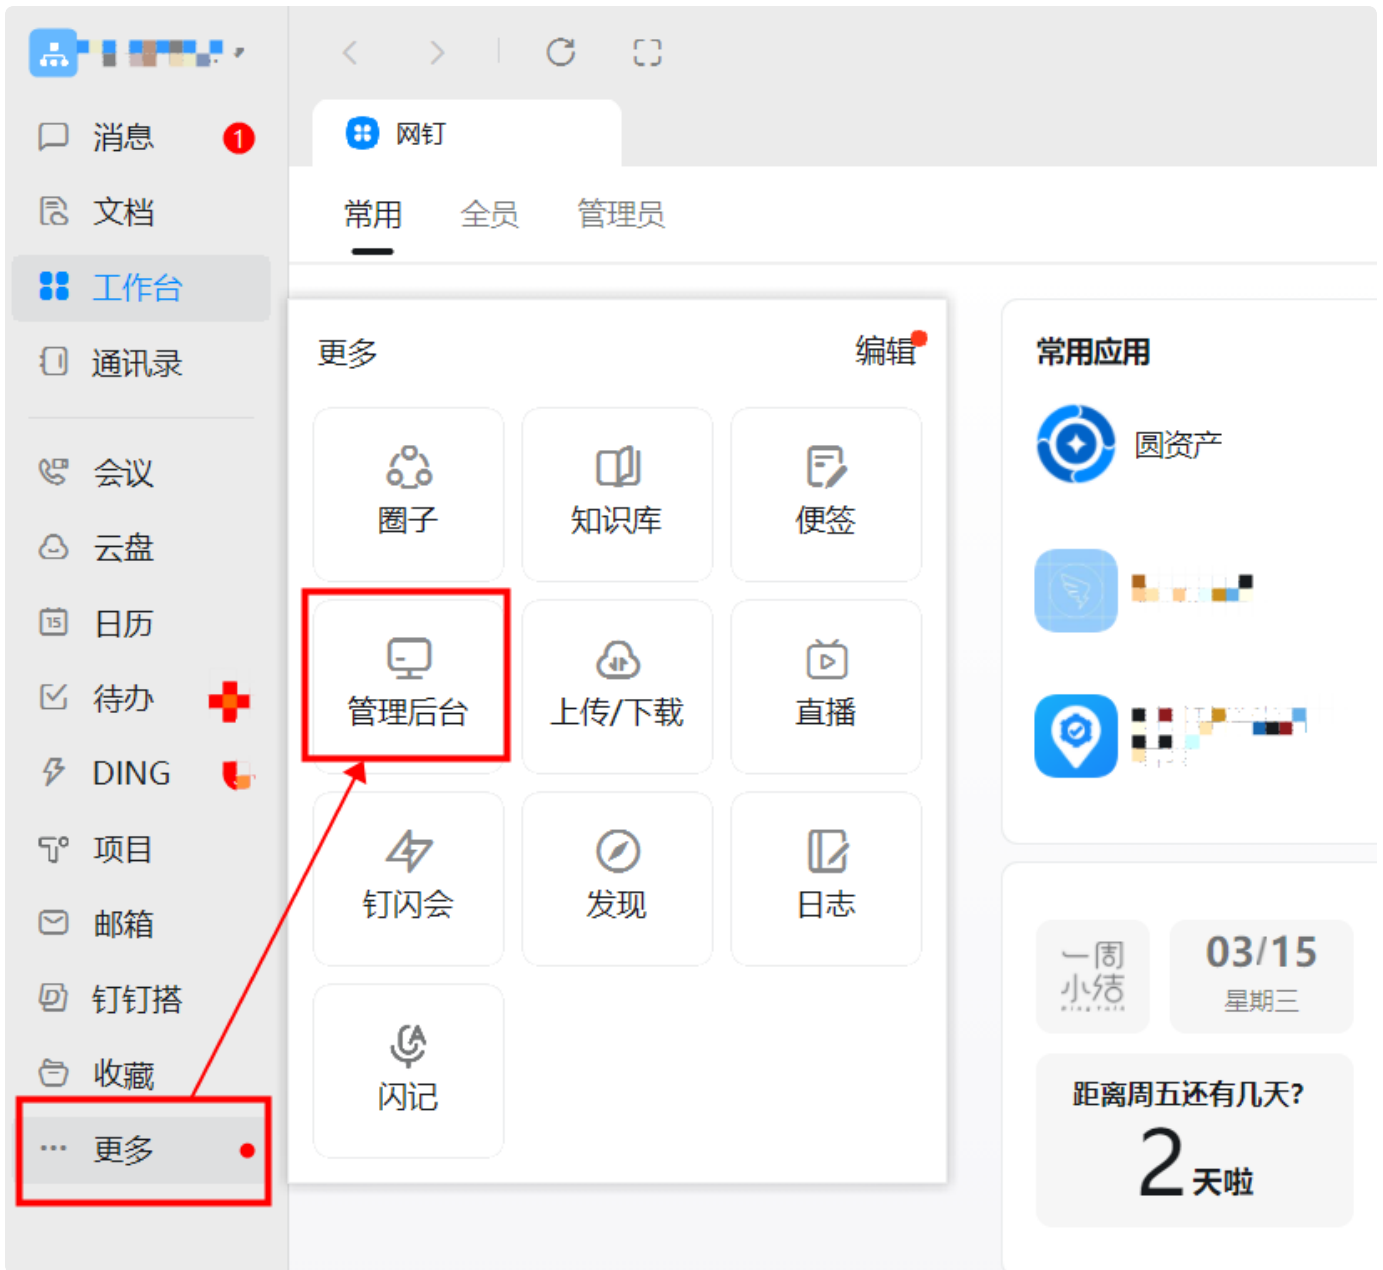 消息
1
文档
工作台
通讯录
会议
云盘
15
日历
待办
DING
项目
邮箱
钉钉搭
收藏
更多
网钉
常用
全员
管理员
更多
编辑
圈子
知识库
便签
管理后台
上传/下载
直播
钉闪会
发现
日志
闪记
常用应用
圆资产
一周
小结
03/15
星期三
距离周五还有几天?
2天啦